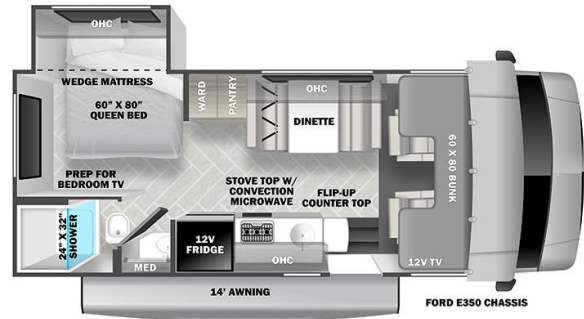 OHC
WEDGE MATTRESS
60" X 80"
QUEEN BED
WARD
PANTRY
OHC
DINETTE
60 X 80 BUNK
PREP FOR
BEDROOM TV
STOVE TOP W/
CONVECTION
MICROWAVE
FLIP-UP
COUNTER TOP
24" X 32"
SHOWER
12V
FRIDGE
MED
OHC
12V TV
14' AWNING
FORD E350 CHASSIS